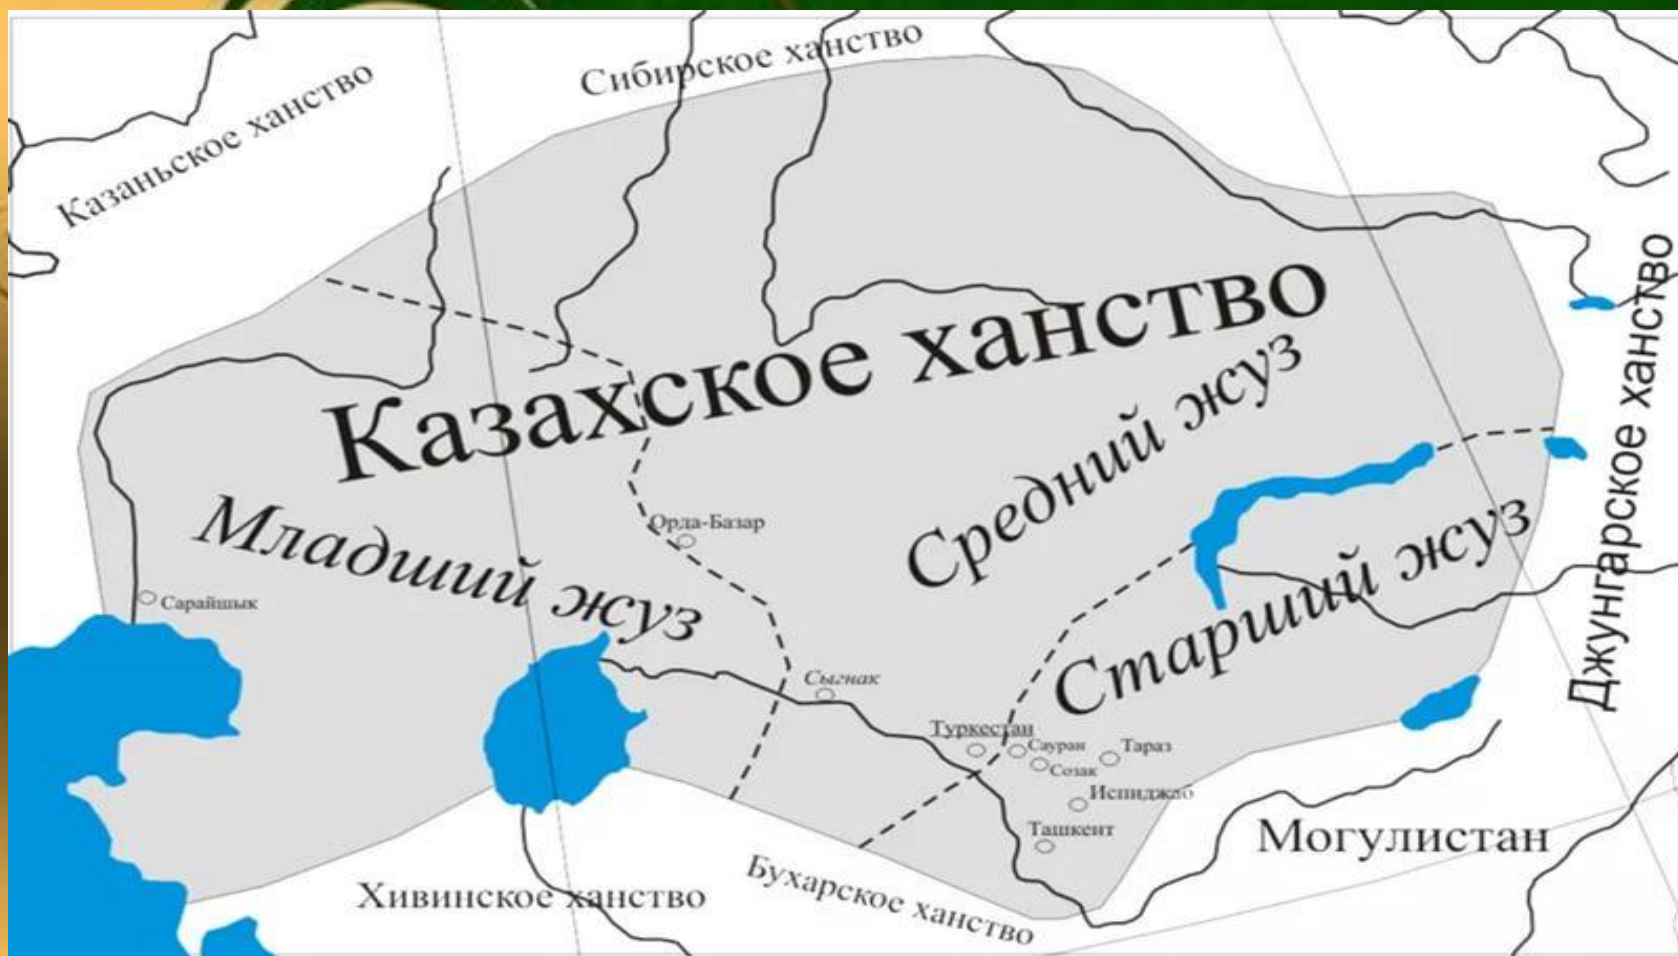 Сибирское ханство
Казаньское ханство
Казахское ханство
Джунгарское ханство
Средний жуз
Младший жуз
Старший жуз
Орда-Базар
Сарайшык
Сыгнак
Туркестан
Сауран
Тараз
Созак
Испиджаб
Ташкент
Могулистан
Хивинское ханство
Бухарское ханство